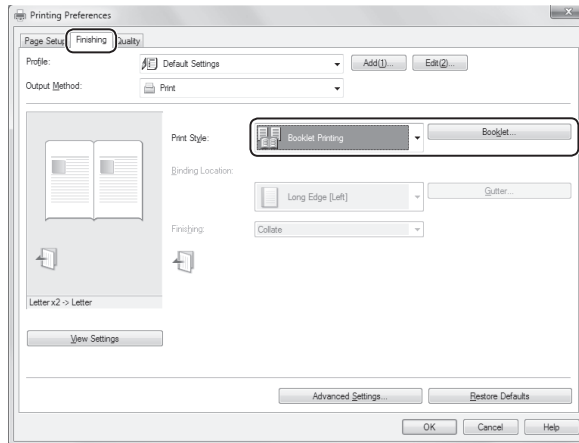 Printing Preferences
Page Setup Finishing Quality
Profile: Default Settings Add(1)... Edit(2)...
Output Method: Print
Print Style: Booklet Printing Booklet...
Binding Location:
Long Edge [Left] Gutter...
Finishing: Collate
Letter x2 -> Letter
View Settings
Advanced Settings... Restore Defaults
OK Cancel Help